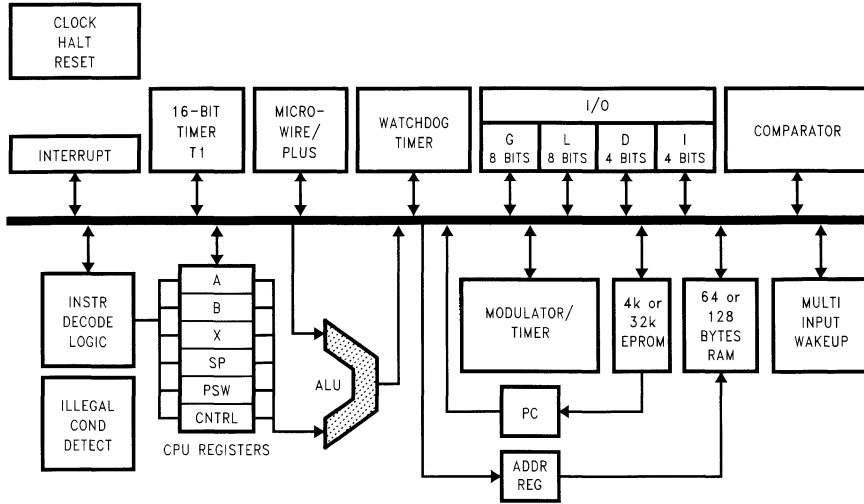 CLOCK
HALT
RESET
INTERRUPT
16-BIT
TIMER
T1
MICRO-
WIRE/
PLUS
WATCHDOG
TIMER
I/O
G
8 BITS
L
8 BITS
D
4 BITS
I
4 BITS
COMPARATOR
INSTR
DECODE
LOGIC
ILLEGAL
COND
DETECT
A
B
X
SP
PSW
CNTRL
CPU REGISTERS
ALU
MODULATOR/
TIMER
4k or
32k
EPROM
64 or
128
BYTES
RAM
MULTI
INPUT
WAKEUP
PC
ADDR
REG